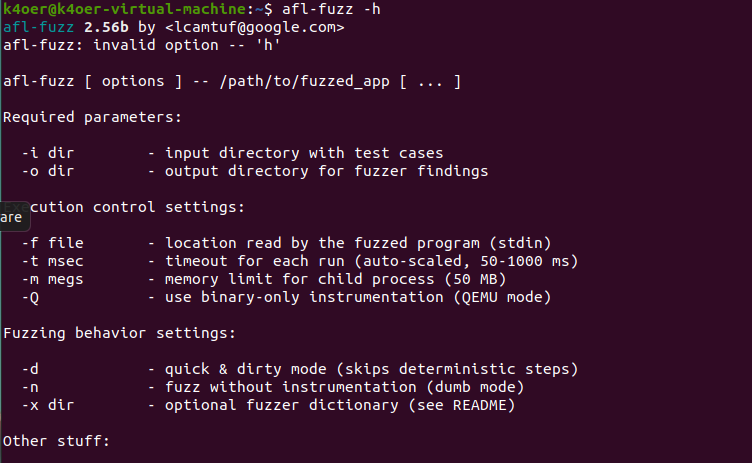 k4oer@k4oer-virtual-machine:~$ afl-fuzz -h
afl-fuzz 2.56b by <lcamtuf@google.com>
afl-fuzz: invalid option -- 'h'
afl-fuzz [ options ] -- /path/to/fuzzed_app [ ... ]
Required parameters:
-i dir - input directory with test cases
-o dir - output directory for fuzzer findings
Execution control settings:
are
-f file - location read by the fuzzed program (stdin)
-t msec - timeout for each run (auto-scaled, 50-1000 ms)
-m megs - memory limit for child process (50 MB)
-Q - use binary-only instrumentation (QEMU mode)
Fuzzing behavior settings:
-d - quick & dirty mode (skips deterministic steps)
-n - fuzz without instrumentation (dumb mode)
-x dir - optional fuzzer dictionary (see README)
Other stuff: